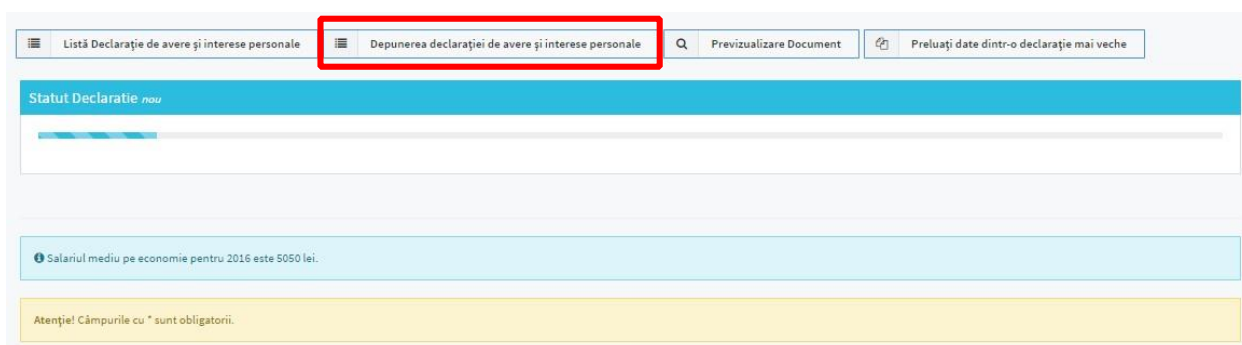 Listă Declarație de avere și interese personale
Depunerea declarației de avere și interese personale
Previzualizare Document
Preluați date dintr-o declarație mai veche
Statut Declaratie nou
Salariul mediu pe economie pentru 2016 este 5050 lei.
Atenție! Câmpurile cu * sunt obligatorii.